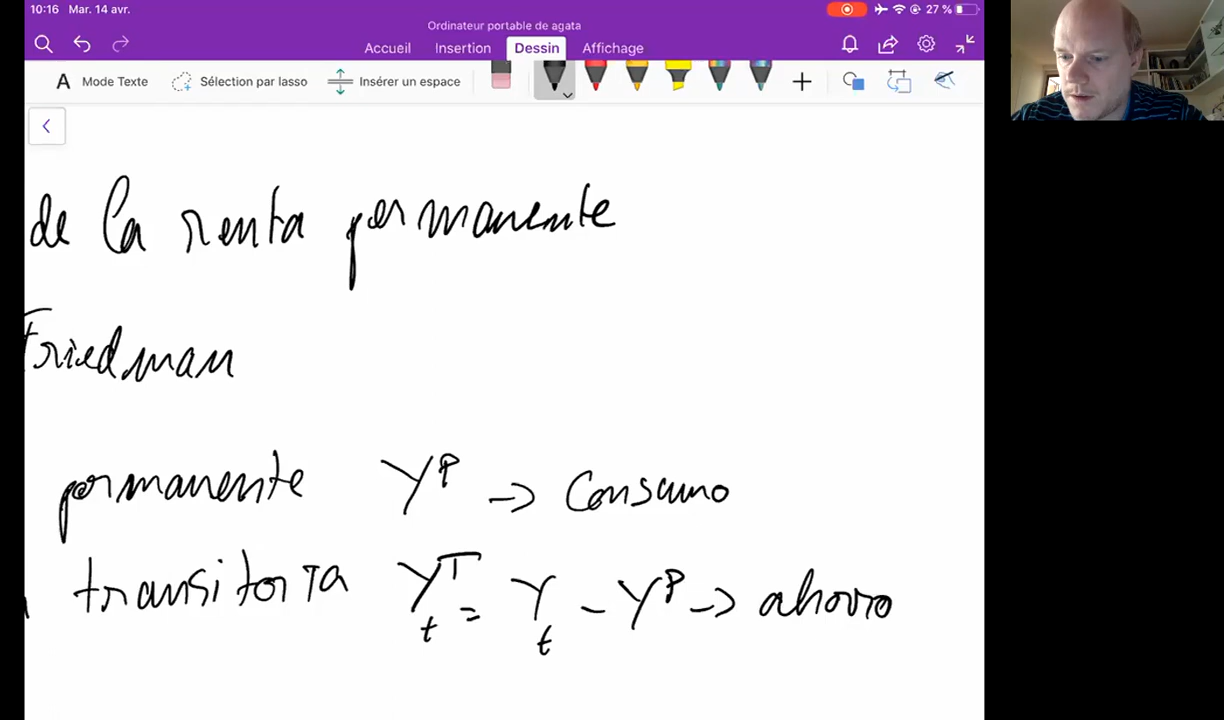 10:16 Mar. 14 avr.
27 %
Ordinateur portable de agata
Accueil Insertion Dessin Affichage
A Mode Texte Sélection par lasso Insérer un espace
de la renta permanente
Friedman
permanente Y^P -> Consumo
transitoria Y_t^T = Y_t - Y^P -> ahorro